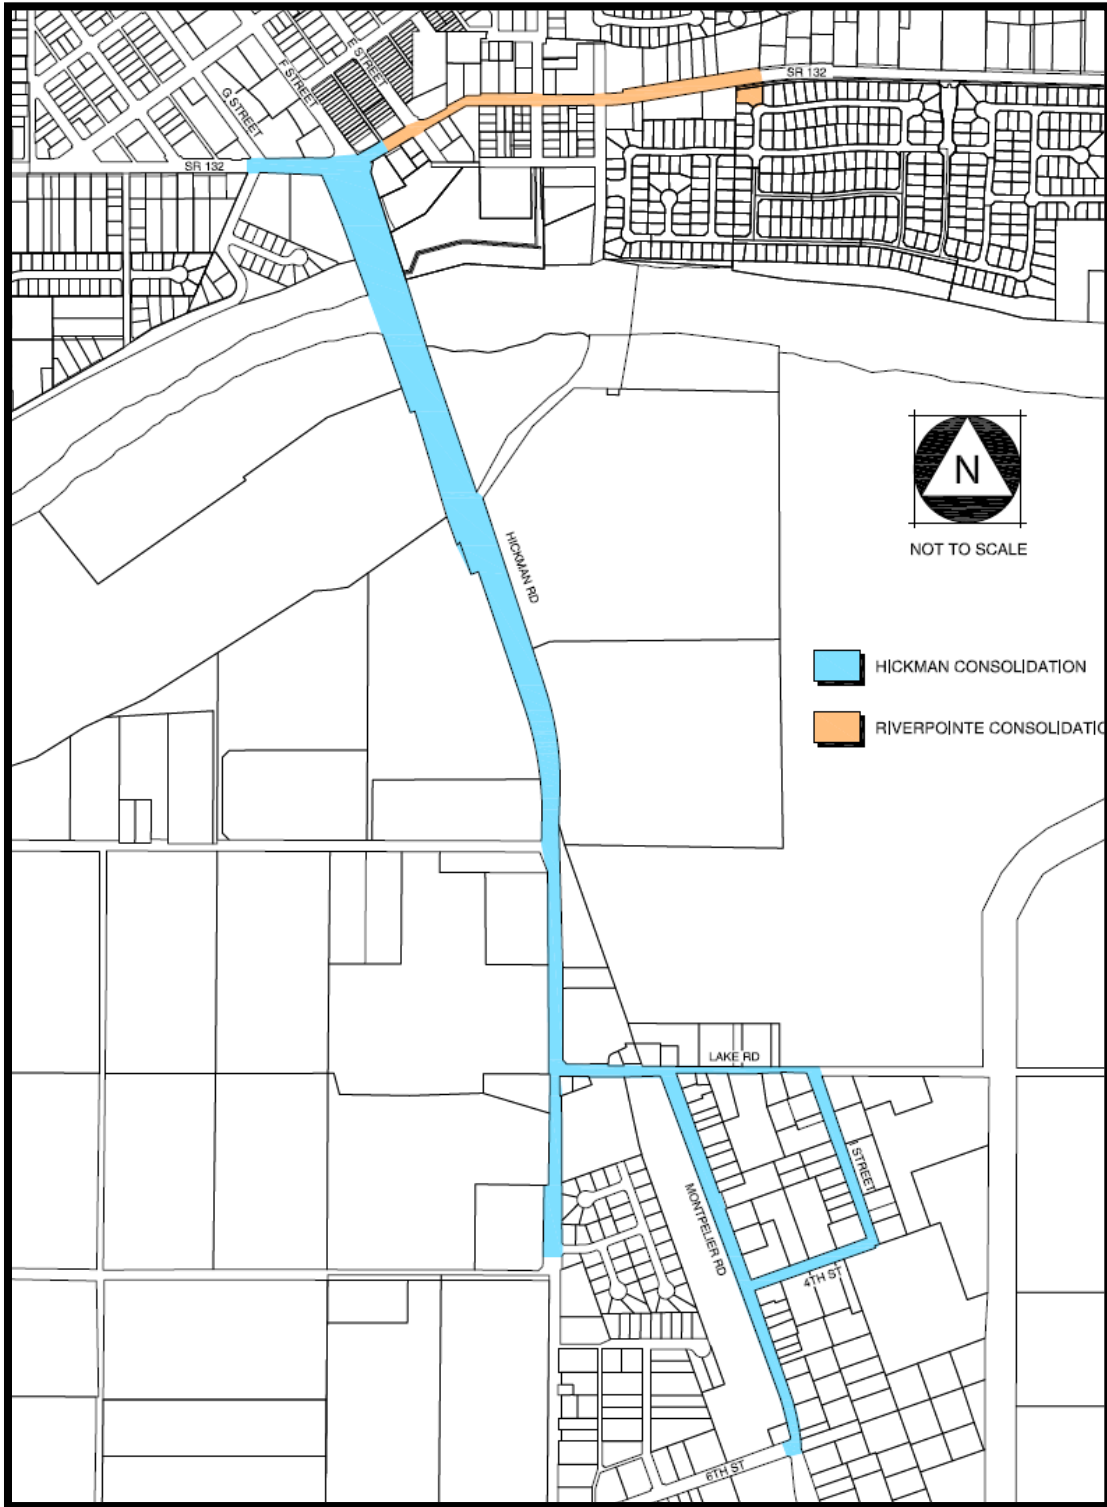 E STREET
F STREET
G STREET
SR 132
SR 132
N
NOT TO SCALE
HICKMAN RD
HICKMAN CONSOLIDATION
RIVERPOINTE CONSOLIDATIO
LAKE RD
STREET
MONTPELIER RD
4TH ST
6TH ST